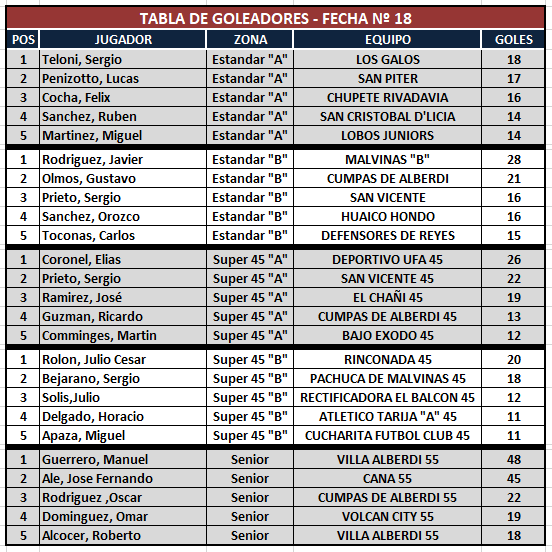 TABLA DE GOLEADORES - FECHA Nº 18
POS JUGADOR ZONA EQUIPO GOLES
1 Teloni, Sergio Estandar "A" LOS GALOS 18
2 Penizotto, Lucas Estandar "A" SAN PITER 17
3 Cocha, Felix Estandar "A" CHUPETE RIVADAVIA 16
4 Sanchez, Ruben Estandar "A" SAN CRISTOBAL D'LICIA 14
5 Martinez, Miguel Estandar "A" LOBOS JUNIORS 14
1 Rodriguez, Javier Estandar "B" MALVINAS "B" 28
2 Olmos, Gustavo Estandar "B" CUMPAS DE ALBERDI 21
3 Prieto, Sergio Estandar "B" SAN VICENTE 16
4 Sanchez, Orozco Estandar "B" HUAICO HONDO 16
5 Toconas, Carlos Estandar "B" DEFENSORES DE REYES 15
1 Coronel, Elias Super 45 "A" DEPORTIVO UFA 45 26
2 Prieto, Sergio Super 45 "A" SAN VICENTE 45 22
3 Ramirez, José Super 45 "A" EL CHAÑI 45 19
4 Guzman, Ricardo Super 45 "A" CUMPAS DE ALBERDI 45 13
5 Comminges, Martin Super 45 "A" BAJO EXODO 45 12
1 Rolon, Julio Cesar Super 45 "B" RINCONADA 45 20
2 Bejarano, Sergio Super 45 "B" PACHUCA DE MALVINAS 45 18
3 Solis,Julio Super 45 "B" RECTIFICADORA EL BALCON 45 12
4 Delgado, Horacio Super 45 "B" ATLETICO TARIJA "A" 45 11
5 Apaza, Miguel Super 45 "B" CUCHARITA FUTBOL CLUB 45 11
1 Guerrero, Manuel Senior VILLA ALBERDI 55 48
2 Ale, Jose Fernando Senior CANA 55 45
3 Rodriguez ,Oscar Senior CUMPAS DE ALBERDI 55 22
4 Dominguez, Omar Senior VOLCAN CITY 55 19
5 Alcocer, Roberto Senior VILLA ALBERDI 55 18